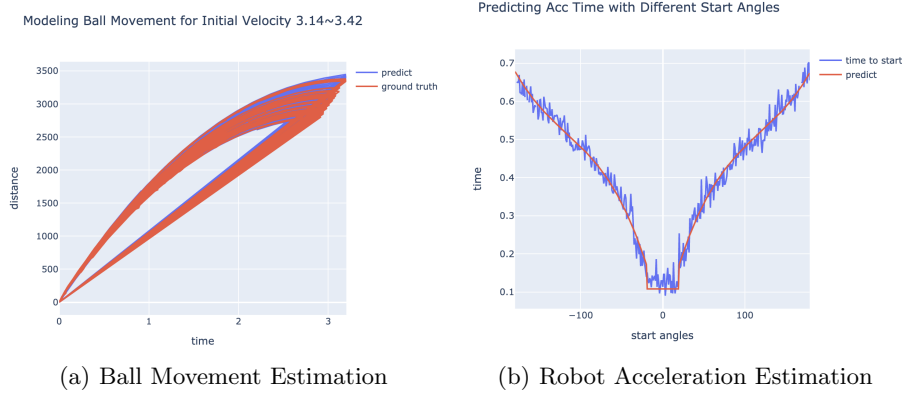 Modeling Ball Movement for Initial Velocity 3.14~3.42
3500
3000
2500
2000
1500
1000
500
0
distance
0 1 2 3
time
predict
ground truth
(a) Ball Movement Estimation
Predicting Acc Time with Different Start Angles
0.7
0.6
0.5
0.4
0.3
0.2
0.1
time
−100 0 100
start angles
time to start
predict
(b) Robot Acceleration Estimation